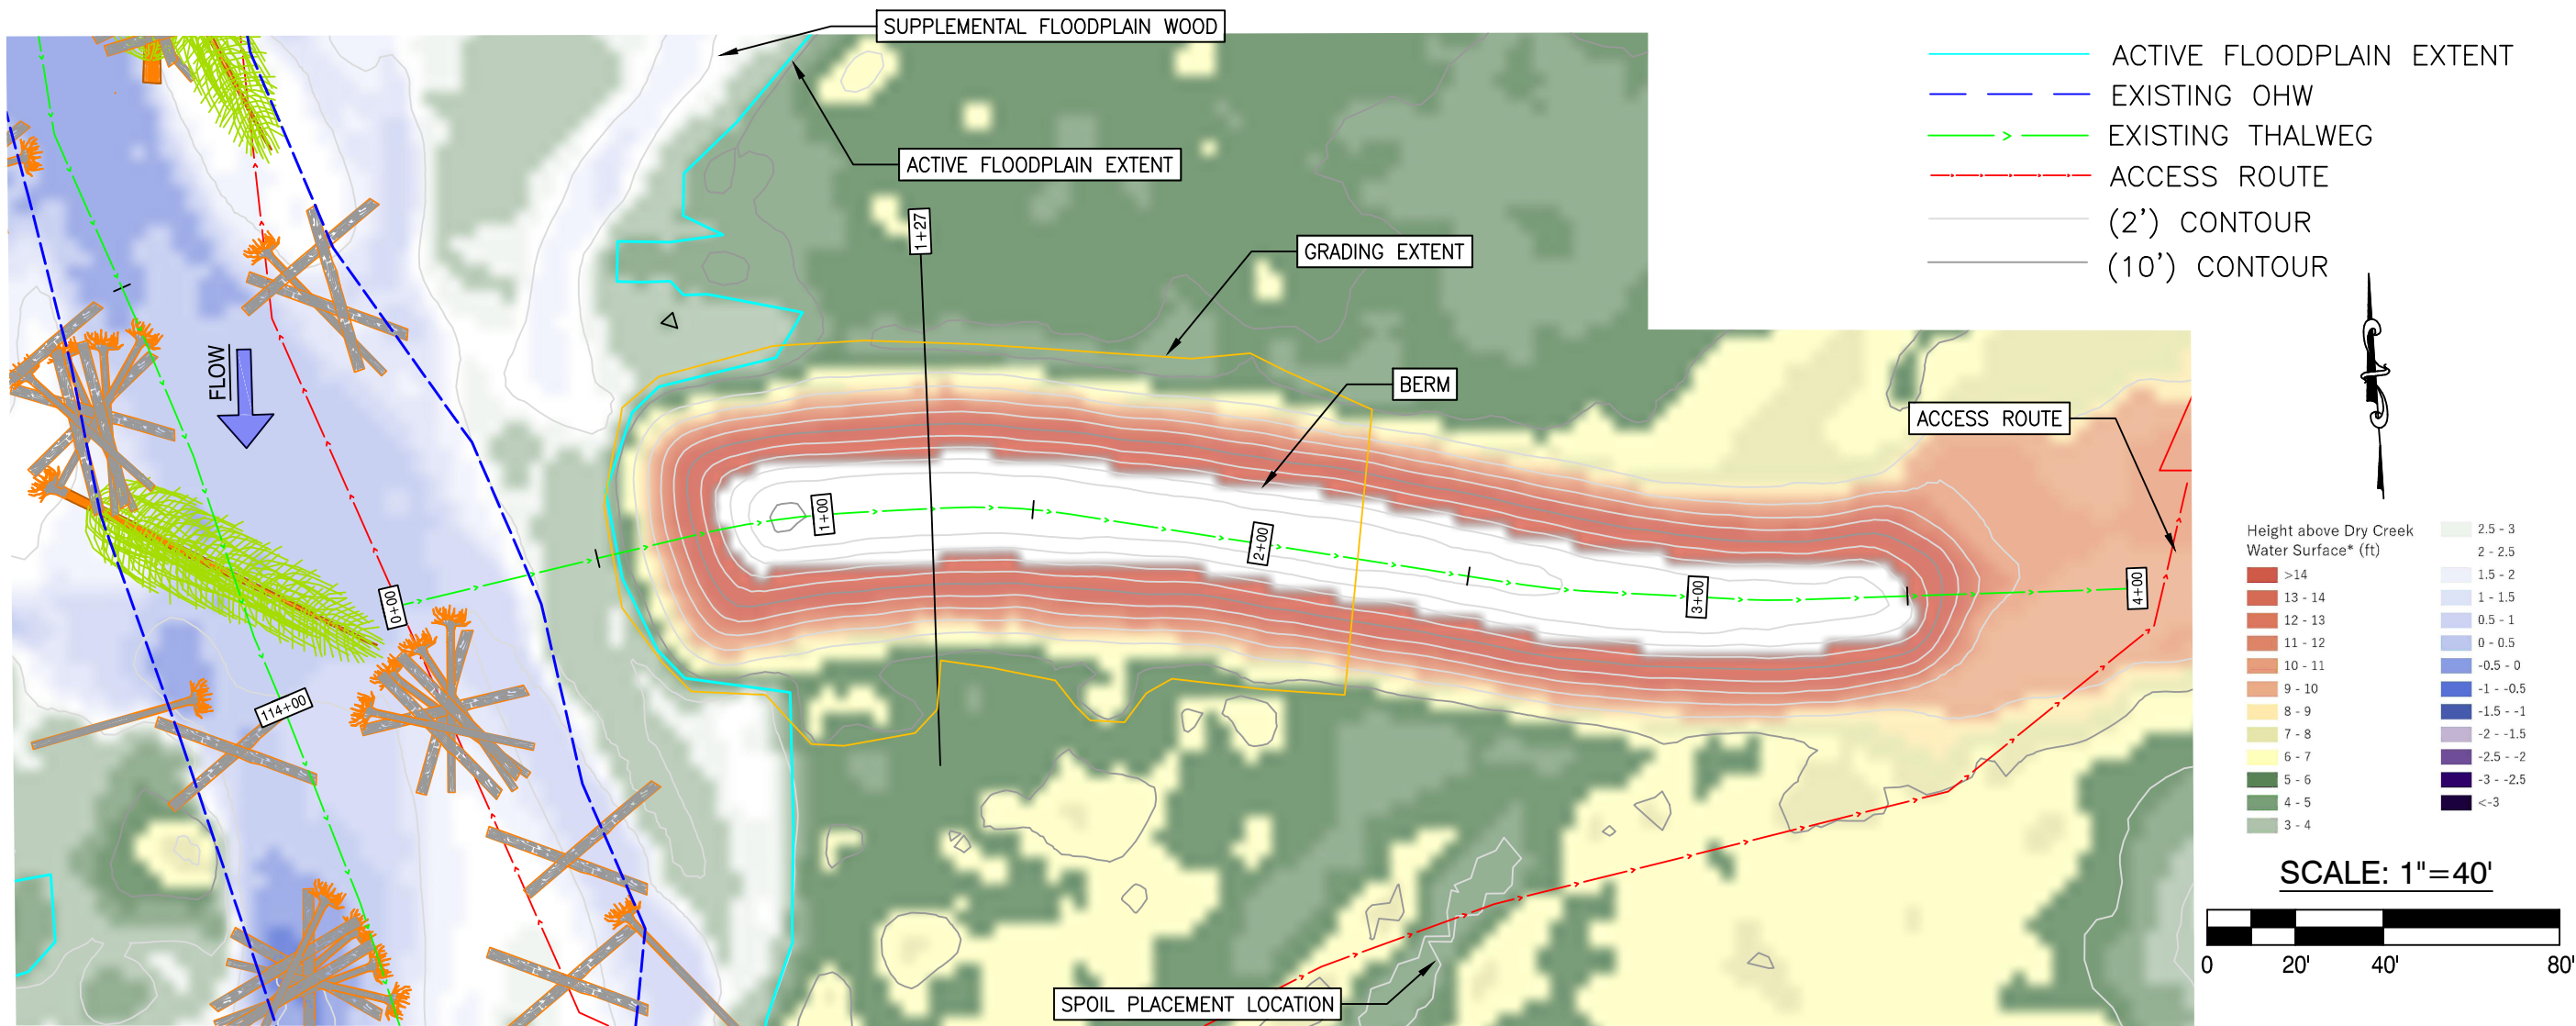 SUPPLEMENTAL FLOODPLAIN WOOD
ACTIVE FLOODPLAIN EXTENT
1+27
GRADING EXTENT
BERM
FLOW
ACCESS ROUTE
1+00
2+00
3+00
4+00
0+00
114+00
SPOIL PLACEMENT LOCATION
ACTIVE FLOODPLAIN EXTENT
EXISTING OHW
EXISTING THALWEG
ACCESS ROUTE
(2') CONTOUR
(10') CONTOUR
Height above Dry Creek
Water Surface* (ft)
>14
13 - 14
12 - 13
11 - 12
10 - 11
9 - 10
8 - 9
7 - 8
6 - 7
5 - 6
4 - 5
3 - 4
2.5 - 3
2 - 2.5
1.5 - 2
1 - 1.5
0.5 - 1
0 - 0.5
-0.5 - 0
-1 - -0.5
-1.5 - -1
-2 - -1.5
-2.5 - -2
-3 - -2.5
<-3
SCALE: 1"=40'
0 20' 40' 80'